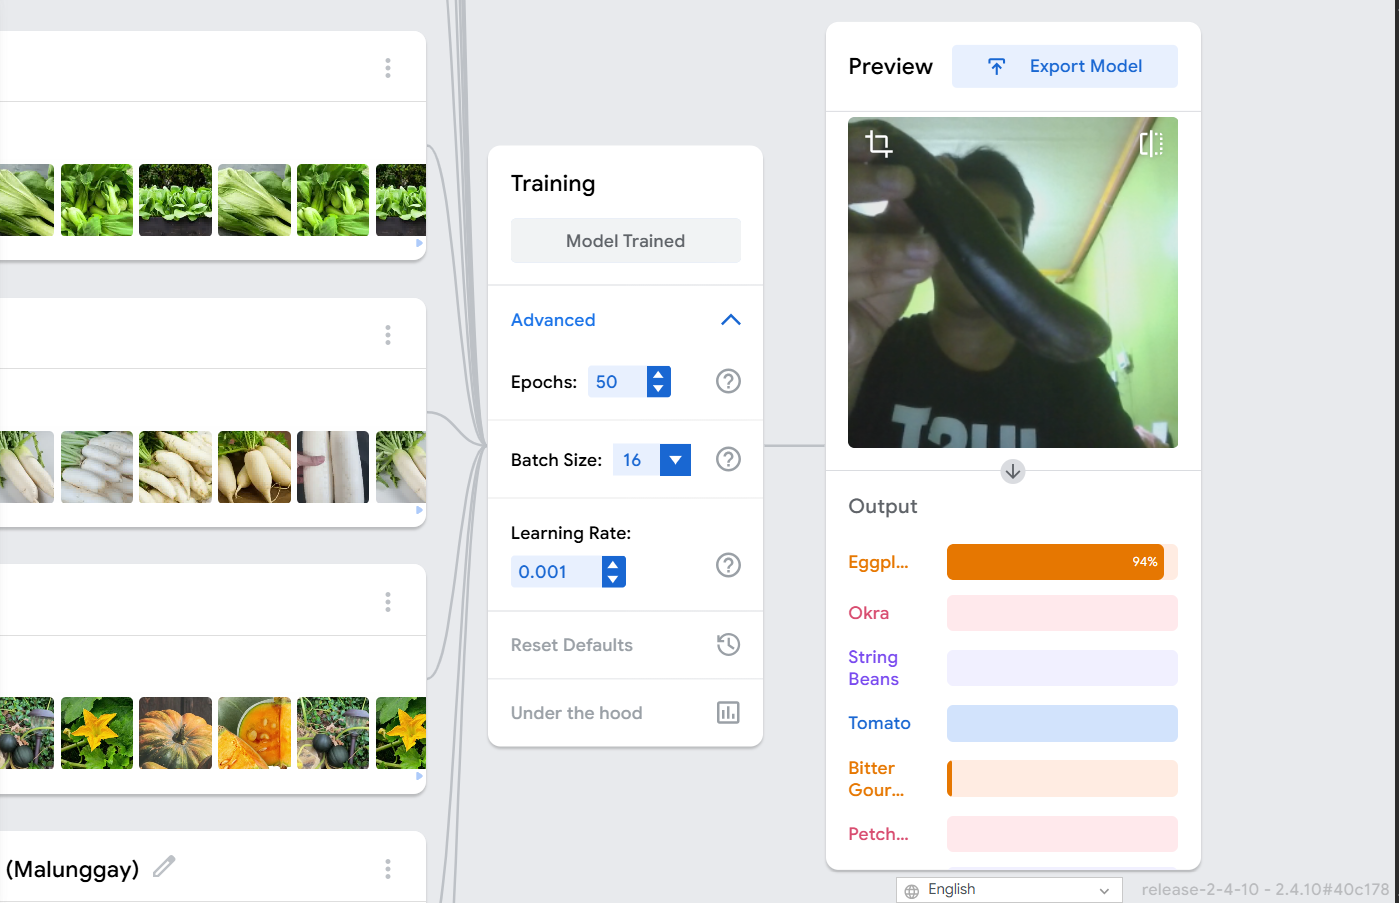 Preview
Export Model
Training
Model Trained
Advanced
Epochs: 50
Batch Size: 16
Learning Rate:
0.001
Reset Defaults
Under the hood
Output
Eggpl... 94%
Okra
String
Beans
Tomato
Bitter
Gour...
Petch...
(Malunggay)
English
release-2-4-10 - 2.4.10#40c178